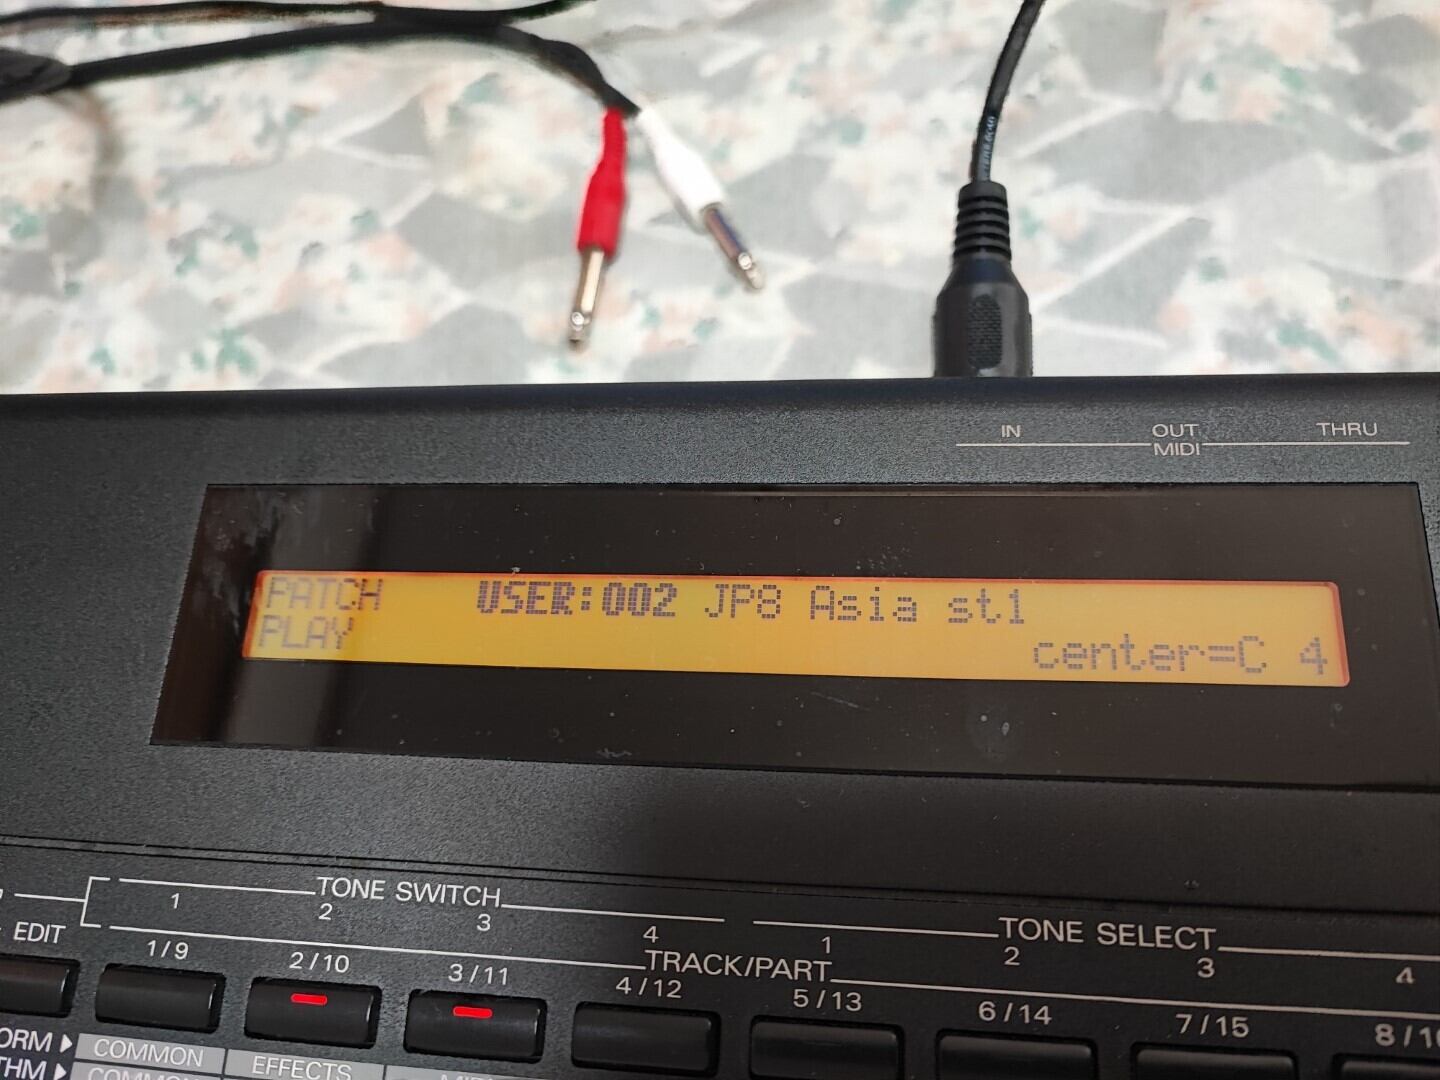 IN OUT THRU
MIDI
PATCH USER:002 JP8 Asia st1
PLAY center=C 4
TONE SWITCH
1 2 3 4
TONE SELECT
1 2 3 4
EDIT
TRACK/PART
1/9 2/10 3/11 4/12 5/13 6/14 7/15
COMMON EFFECTS